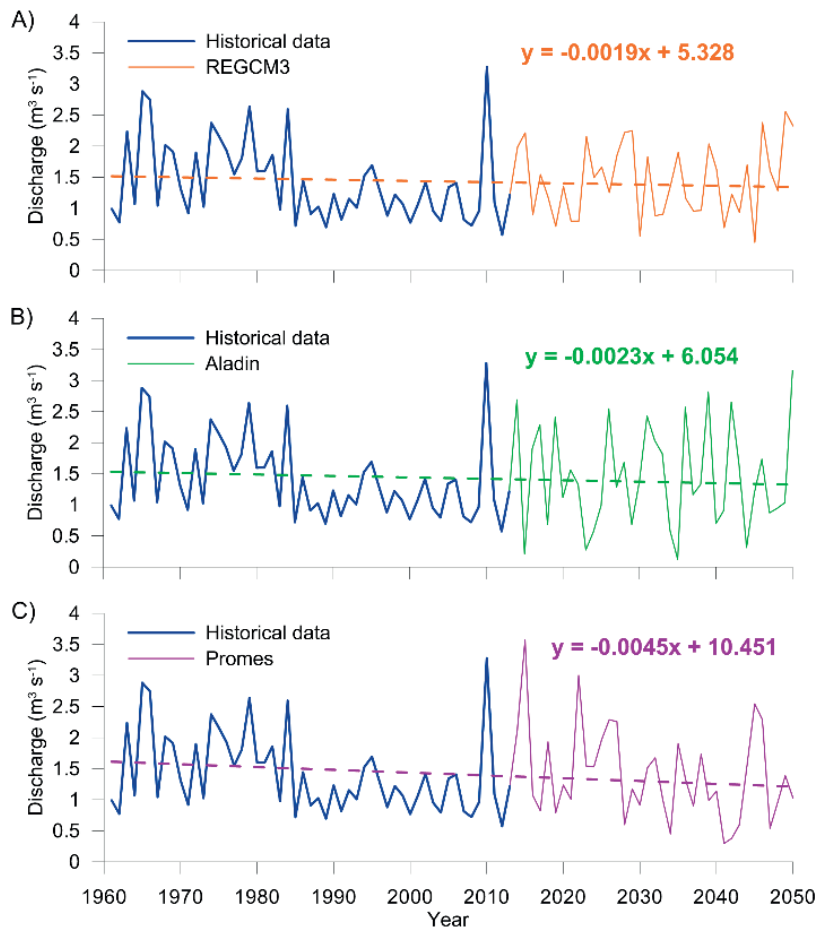 A)
Historical data
REGCM3
y = -0.0019x + 5.328
Discharge (m³ s⁻¹)
4
3.5
3
2.5
2
1.5
1
0.5
0
B)
Historical data
Aladin
y = -0.0023x + 6.054
Discharge (m³ s⁻¹)
4
3.5
3
2.5
2
1.5
1
0.5
0
C)
Historical data
Promes
y = -0.0045x + 10.451
Discharge (m³ s⁻¹)
4
3.5
3
2.5
2
1.5
1
0.5
0
1960 1970 1980 1990 2000 2010 2020 2030 2040 2050
Year